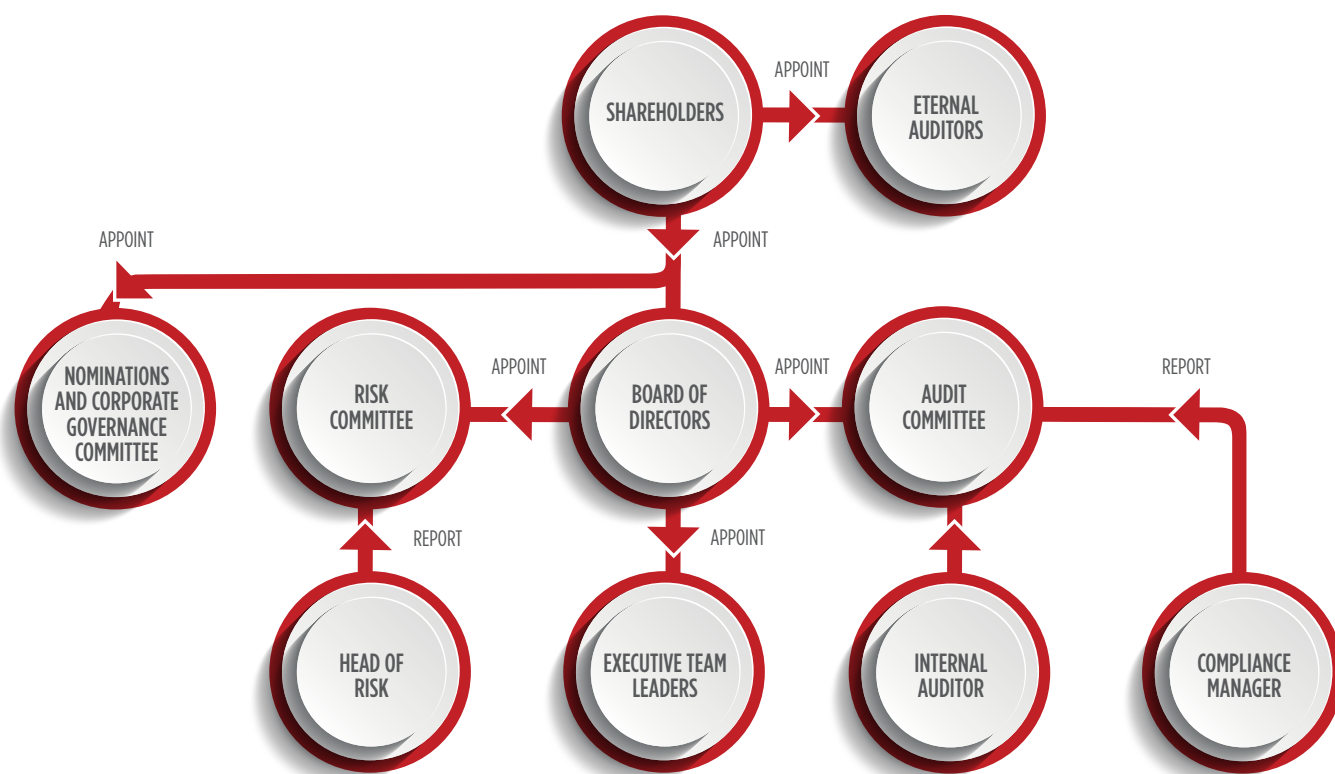 APPOINT
SHAREHOLDERS
ETERNAL
AUDITORS
APPOINT
APPOINT
NOMINATIONS
AND CORPORATE
GOVERNANCE
COMMITTEE
RISK
COMMITTEE
APPOINT
BOARD OF
DIRECTORS
APPOINT
AUDIT
COMMITTEE
REPORT
REPORT
APPOINT
HEAD OF
RISK
EXECUTIVE TEAM
LEADERS
INTERNAL
AUDITOR
COMPLIANCE
MANAGER